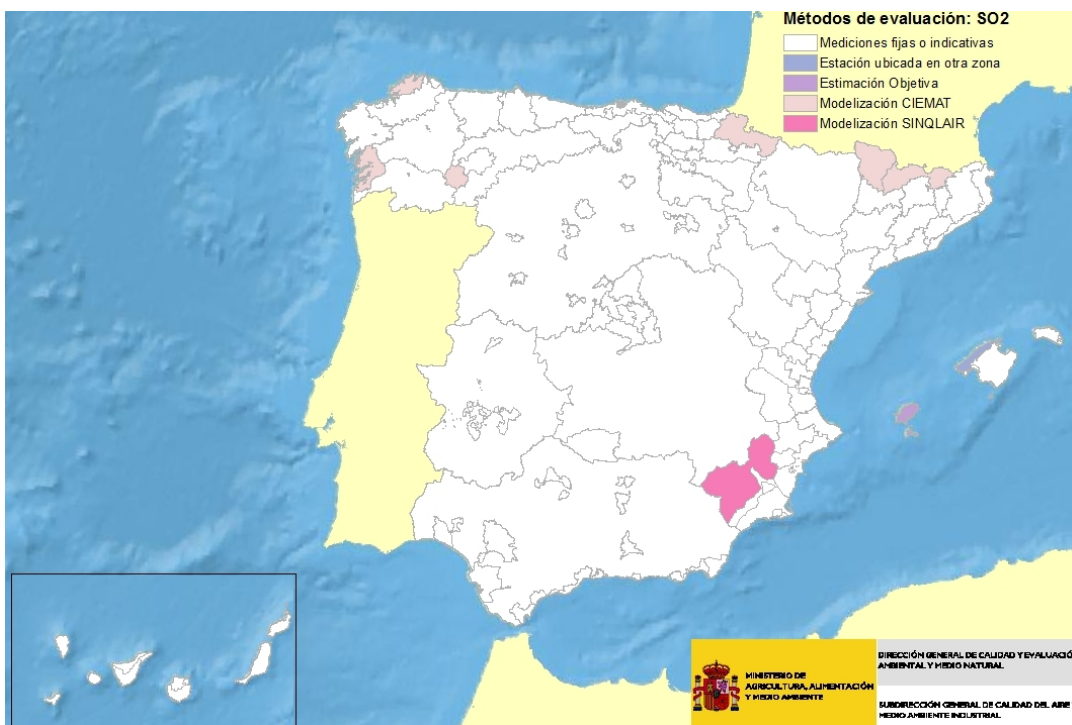 Métodos de evaluación: SO2
Mediciones fijas o indicativas
Estación ubicada en otra zona
Estimación Objetiva
Modelización CIEMAT
Modelización SINQLAIR
MINISTERIO DE
AGRICULTURA, ALIMENTACIÓN
Y MEDIO AMBIENTE
DIRECCIÓN GENERAL DE CALIDAD Y EVALUACIÓ
AMBIENTAL Y MEDIO NATURAL
SUBDIRECCIÓN GENERAL DE CALIDAD DEL AIRE
MEDIO AMBIENTE INDUSTRIAL